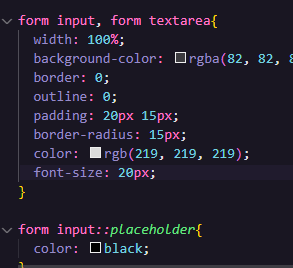 form input, form textarea{
width: 100%;
background-color: rgba(82, 82,
border: 0;
outline: 0;
padding: 20px 15px;
border-radius: 15px;
color: rgb(219, 219, 219);
font-size: 20px;
}
form input::placeholder{
color: black;
}